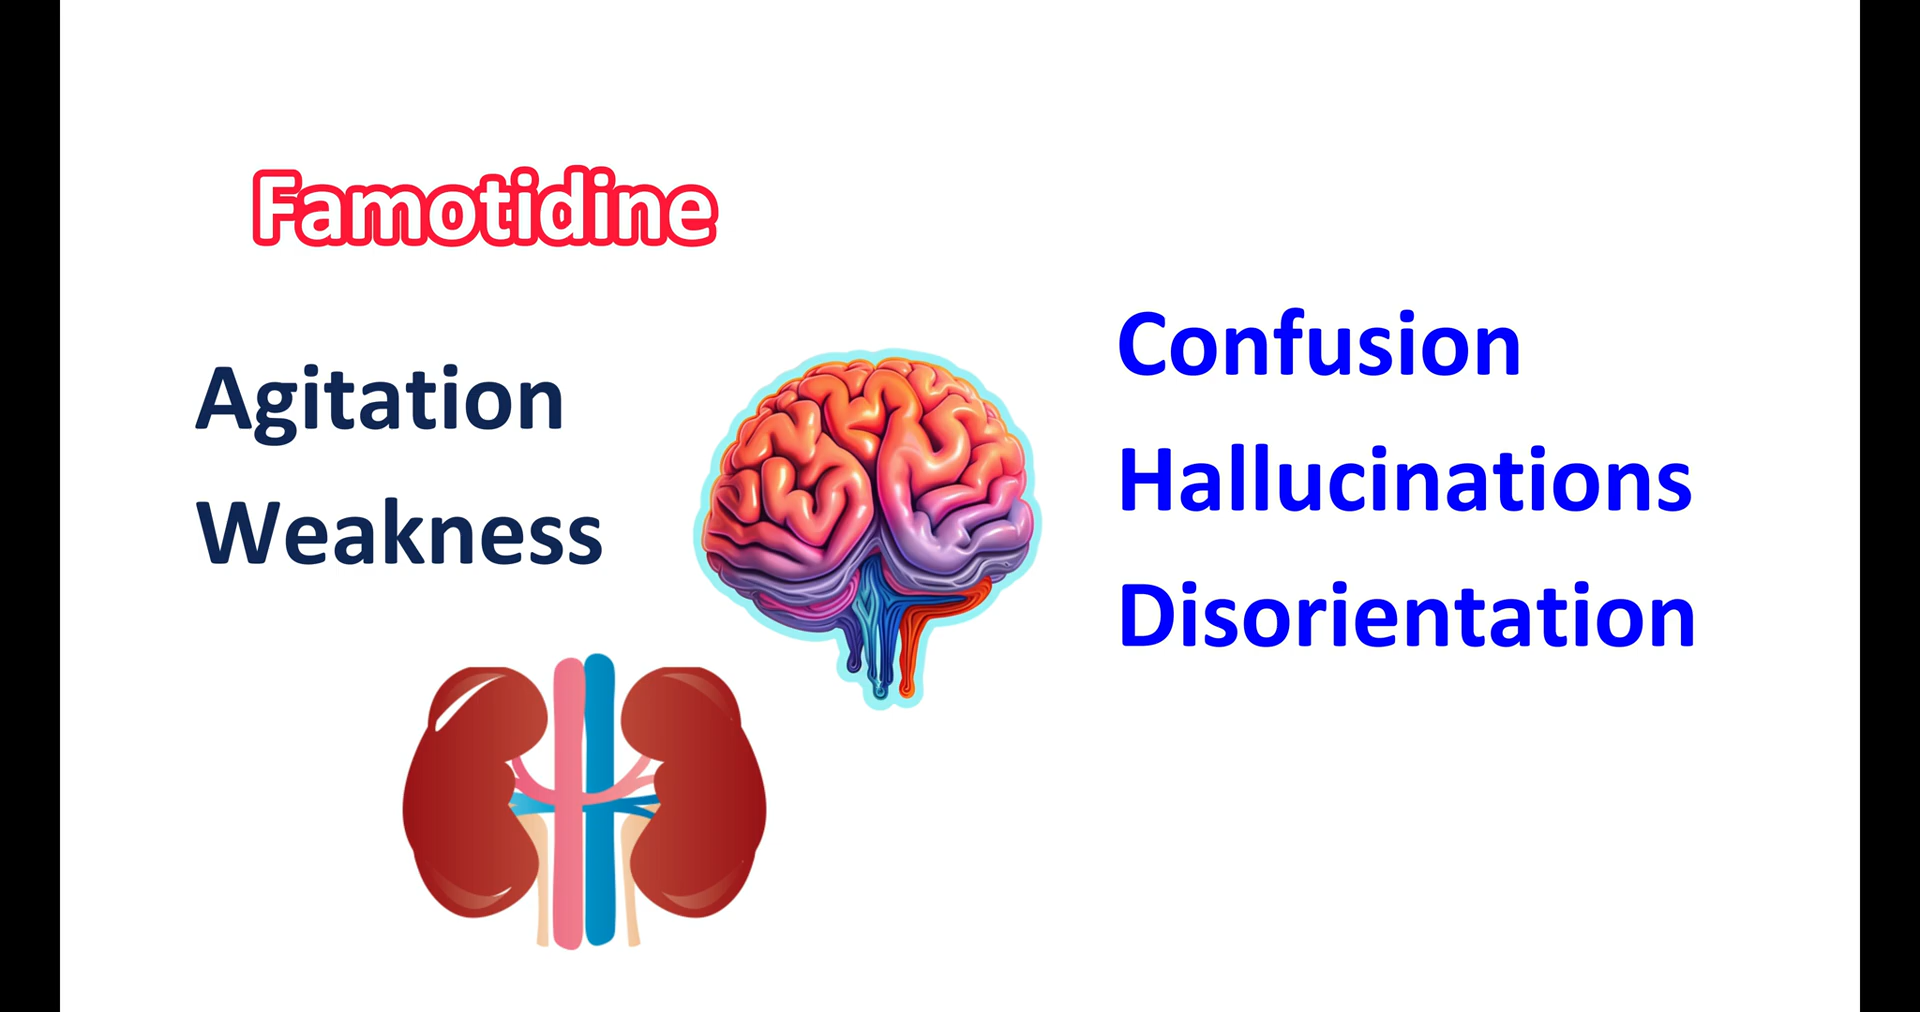 Famotidine
Agitation
Weakness
Confusion
Hallucinations
Disorientation